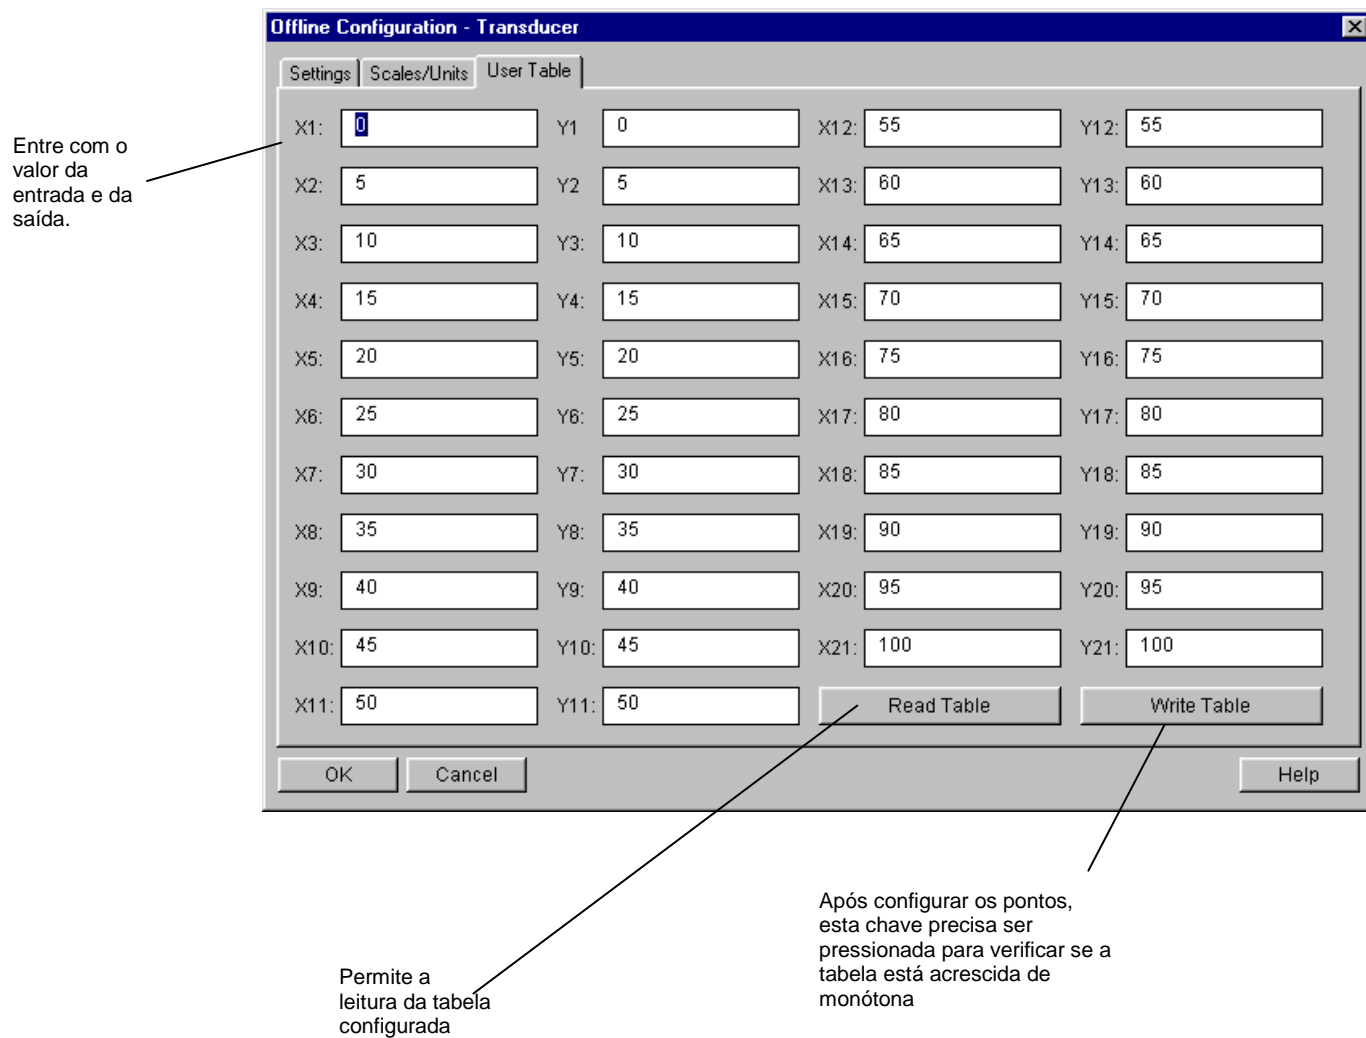 Offline Configuration - Transducer
Settings Scales/Units User Table
X1: 0 Y1 0 X12: 55 Y12: 55
X2: 5 Y2 5 X13: 60 Y13: 60
X3: 10 Y3: 10 X14: 65 Y14: 65
X4: 15 Y4: 15 X15: 70 Y15: 70
X5: 20 Y5: 20 X16: 75 Y16: 75
X6: 25 Y6: 25 X17: 80 Y17: 80
X7: 30 Y7: 30 X18: 85 Y18: 85
X8: 35 Y8: 35 X19: 90 Y19: 90
X9: 40 Y9: 40 X20: 95 Y20: 95
X10: 45 Y10: 45 X21: 100 Y21: 100
X11: 50 Y11: 50 Read Table Write Table
OK Cancel Help
Entre com o
valor da
entrada e da
saída.
Permite a
leitura da tabela
configurada
Após configurar os pontos,
esta chave precisa ser
pressionada para verificar se a
tabela está acrescida de
monótona